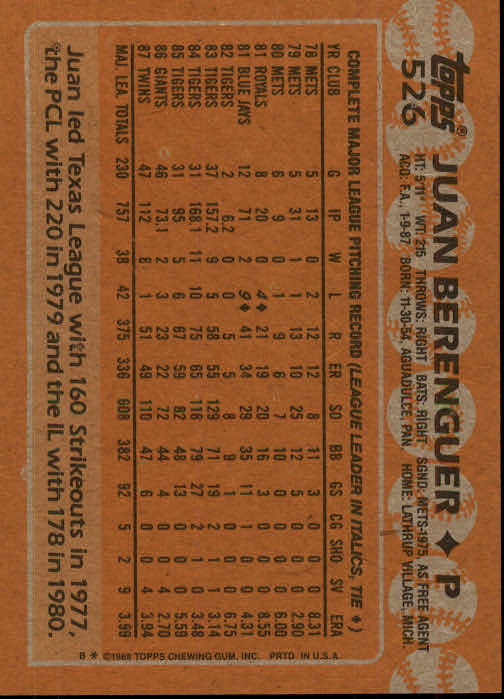 topps®
526
JUAN BERENGUER ♦ P
HT: 5'11" WT: 215 THROWS: RIGHT BATS: RIGHT SGND: METS-1975, AS FREE AGENT
ACQ: F.A., 1-9-87 BORN: 11-30-54, AGUADULCE, PAN. HOME: LATHRUP VILLAGE, MICH.
COMPLETE MAJOR LEAGUE PITCHING RECORD (LEAGUE LEADER IN ITALICS, TIE ♦)
YR CLUB G IP W L R ER SO BB GS CG SHO SV ERA
78 METS 5 13 0 2 12 12 8 11 3 0 0 0 8.31
79 METS 5 31 1 1 13 10 25 12 5 0 0 0 2.90
80 METS 6 9 0 1 9 6 7 10 0 0 0 0 6.00
81 ROYALS 8 20 0 4♦ 21 19 20 16 3 0 0 0 8.55
81 BLUE JAYS 12 71 2 9♦ 41 34 29 35 11 1 0 0 4.31
82 TIGERS 2 6.2 0 0 5 5 8 9 1 0 0 0 6.75
83 TIGERS 37 157.2 9 5 58 55 129 71 19 2 1 1 3.14
84 TIGERS 31 168.1 11 10 75 65 118 79 27 2 1 0 3.48
85 TIGERS 31 95 5 6 67 59 82 48 13 0 0 0 5.59
86 GIANTS 46 73.1 2 3 23 22 72 44 4 0 0 4 2.70
87 TWINS 47 112 8 1 51 49 110 47 6 0 0 4 3.94
MAJ. LEA. TOTALS 230 757 38 42 375 336 608 382 92 5 2 9 3.99
B * ©1988 TOPPS CHEWING GUM, INC. PRTD. IN U.S.A.
Juan led Texas League with 160 Strikeouts in 1977,
the PCL with 220 in 1979 and the IL with 178 in 1980.